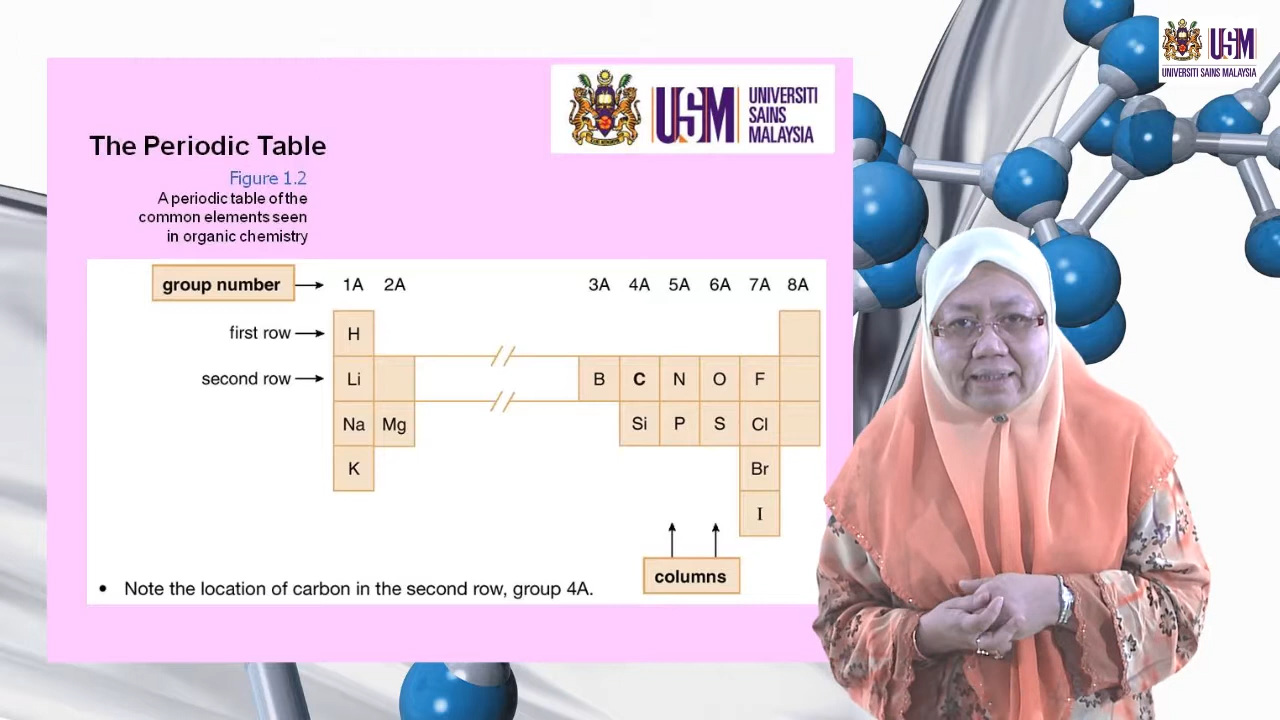 USM
UNIVERSITI SAINS MALAYSIA
USM
UNIVERSITI
SAINS
MALAYSIA
The Periodic Table
Figure 1.2
A periodic table of the
common elements seen
in organic chemistry
group number 1A 2A 3A 4A 5A 6A 7A 8A
first row H
second row Li B C N O F
Na Mg Si P S Cl
K Br
I
columns
• Note the location of carbon in the second row, group 4A.